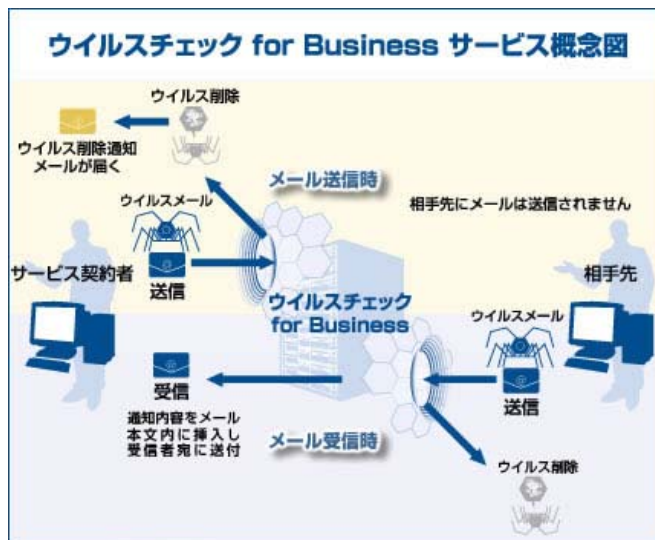 ウイルスチェック for Business サービス概念図
ウイルス削除
ウイルス削除通知
メールが届く
メール送信時
ウイルスメール
相手先にメールは送信されません
サービス契約者
送信
相手先
ウイルスチェック
for Business
ウイルスメール
受信
送信
通知内容をメール
本文内に挿入し
受信者宛に送付
メール受信時
ウイルス削除